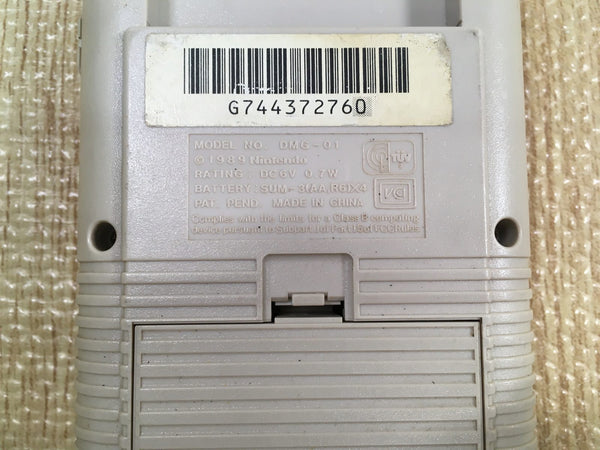 G744372760
MODEL NO. DMG-01
© 1989 Nintendo
RATING: DC6V 0.7W
BATTERY: SUM-3(AA,R6)X4
PAT. PEND. MADE IN CHINA
Complies with the limits for a Class B computing
device pursuant to Subpart J of Part 15 of FCC Rules